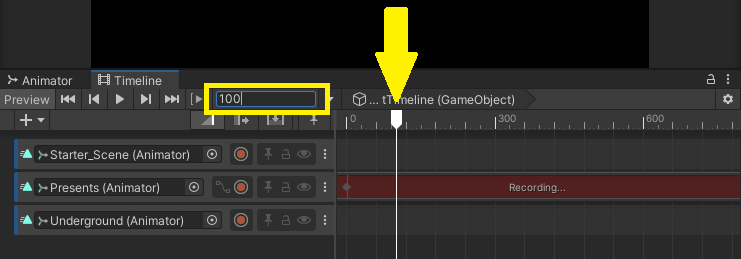 Animator Timeline
Preview 100 ... tTimeline (GameObject)
0 300 600
Starter_Scene (Animator)
Presents (Animator) Recording...
Underground (Animator)